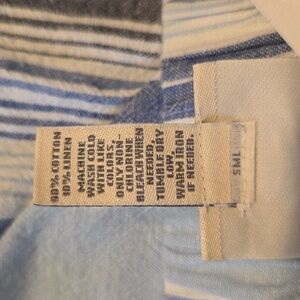 90% COTTON
10% LINEN
MACHINE
WASH COLD
WITH LIKE
COLORS,
ONLY NON-
CHLORINE
BLEACH WHEN
NEEDED,
TUMBLE DRY
LOW,
WARM IRON
IF NEEDED.
SML